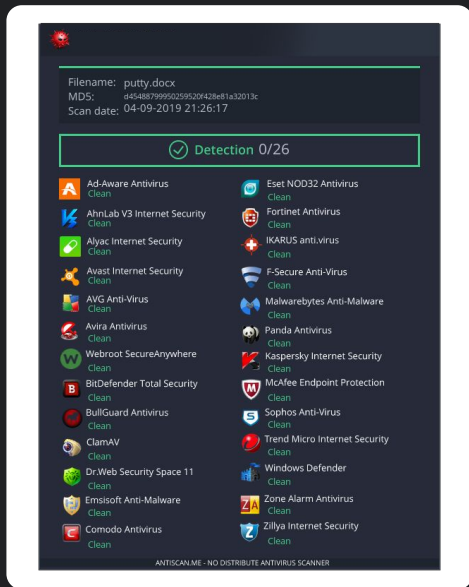 Filename: putty.docx
MD5: d45487999502595201428e81a32013c
Scan date: 04-09-2019 21:26:17
Detection 0/26
Ad-Aware Antivirus
Clean
AhnLab V3 Internet Security
Clean
Alyac Internet Security
Clean
Avast Internet Security
Clean
AVG Anti-Virus
Clean
Avira Antivirus
Clean
Webroot SecureAnywhere
Clean
BitDefender Total Security
Clean
BullGuard Antivirus
Clean
ClamAV
Clean
Dr.Web Security Space 11
Clean
Emsisoft Anti-Malware
Clean
Comodo Antivirus
Clean
Eset NOD32 Antivirus
Clean
Fortinet Antivirus
Clean
IKARUS anti.virus
Clean
F-Secure Anti-Virus
Clean
Malwarebytes Anti-Malware
Clean
Panda Antivirus
Clean
Kaspersky Internet Security
Clean
McAfee Endpoint Protection
Clean
Sophos Anti-Virus
Clean
Trend Micro Internet Security
Clean
Windows Defender
Clean
Zone Alarm Antivirus
Clean
Zillya Internet Security
Clean
ANTISCAN.ME - NO DISTRIBUTE ANTIVIRUS SCANNER